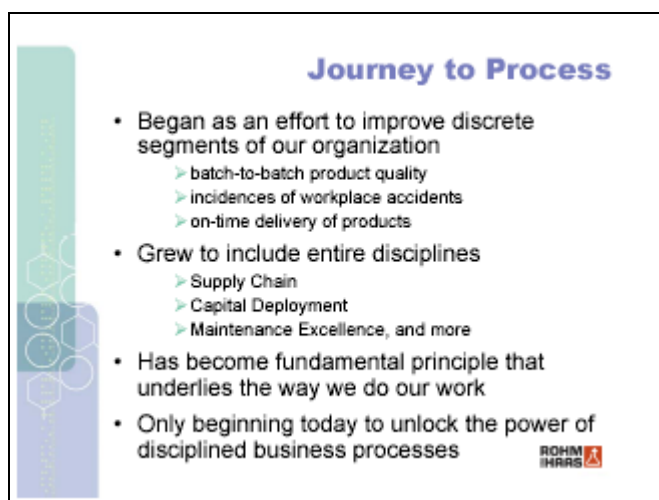 Journey to Process
• Began as an effort to improve discrete
segments of our organization
➢ batch-to-batch product quality
➢ incidences of workplace accidents
➢ on-time delivery of products
• Grew to include entire disciplines
➢ Supply Chain
➢ Capital Deployment
➢ Maintenance Excellence, and more
• Has become fundamental principle that
underlies the way we do our work
• Only beginning today to unlock the power of
disciplined business processes
ROHM
HAAS